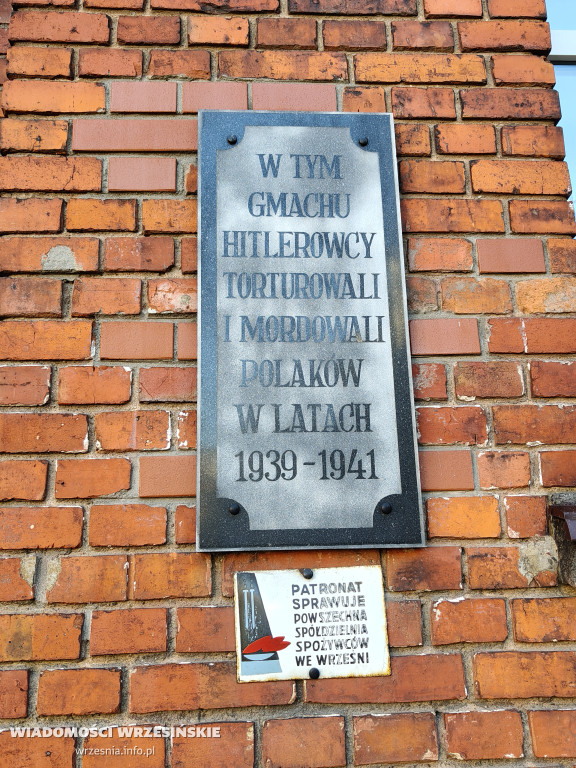 W TYM
GMACHU
HITLEROWCY
TORTUROWALI
I MORDOWALI
POLAKÓW
W LATACH
1939-1941
PATRONAT
SPRAWUJE
POWSZECHNA
SPÓŁDZIELNIA
SPOŻYWCÓW
WE WRZEŚNI
WIADOMOŚCI WRZESIŃSKIE
wrzesnia.info.pl